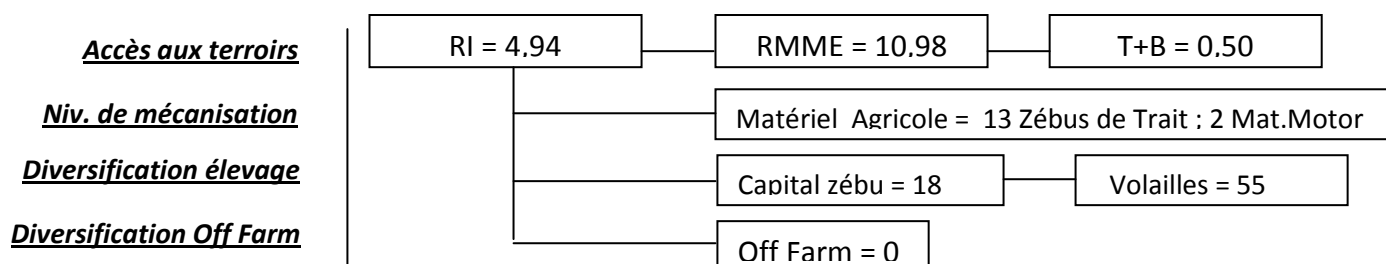 Accès aux terroirs RI = 4,94 RMME = 10,98 T+B = 0,50
Niv. de mécanisation Matériel Agricole = 13 Zébus de Trait ; 2 Mat.Motor
Diversification élevage Capital zébu = 18 Volailles = 55
Diversification Off Farm Off Farm = 0